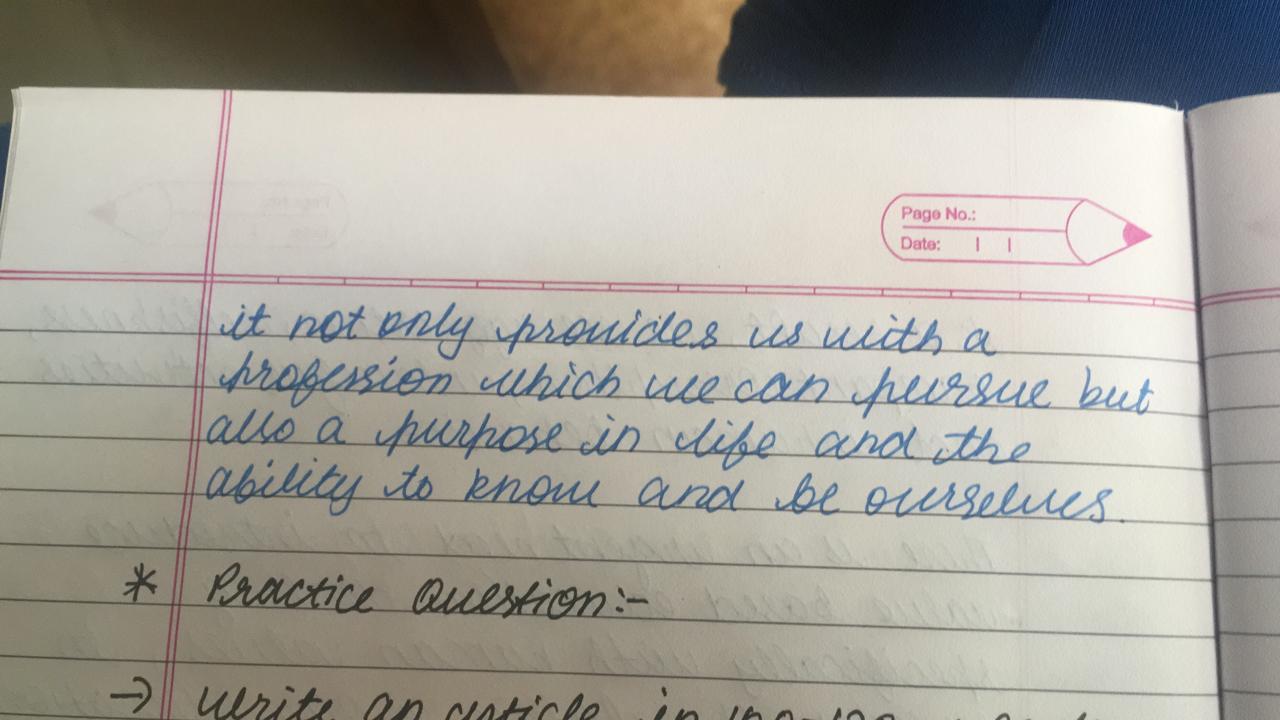 Page No.:
Date: | |
it not only provides us with a
profession which we can pursue but
also a purpose in life and the
ability to know and be ourselves.
* Practice Question:-
→ Write an article in